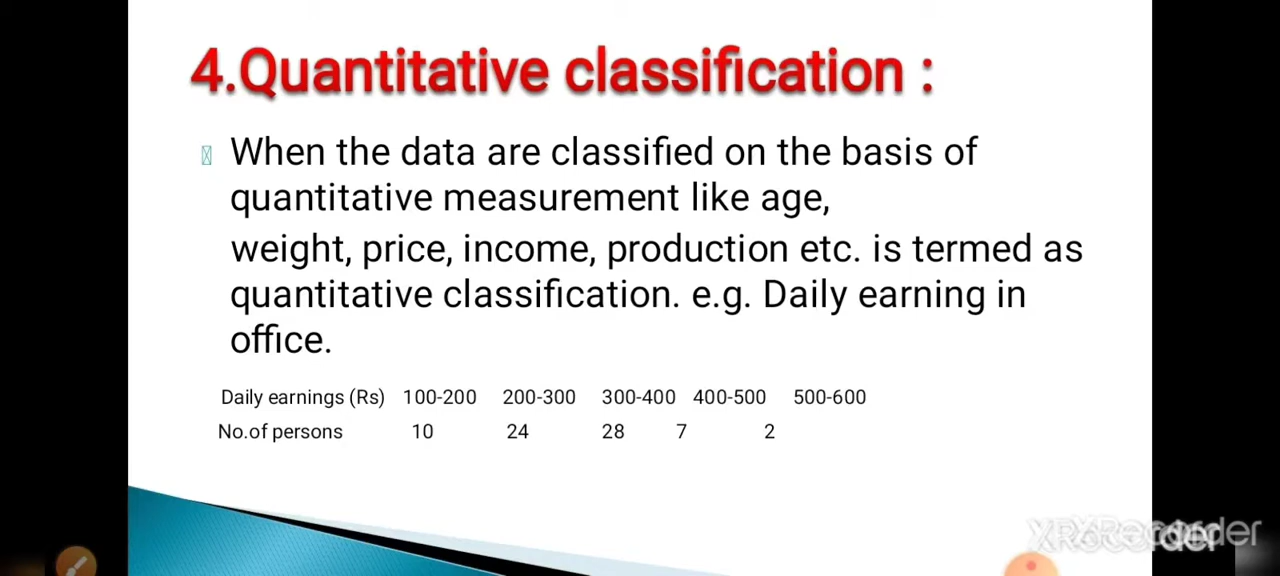 4.Quantitative classification :
When the data are classified on the basis of
quantitative measurement like age,
weight, price, income, production etc. is termed as
quantitative classification. e.g. Daily earning in
office.
Daily earnings (Rs) 100-200 200-300 300-400 400-500 500-600
No.of persons 10 24 28 7 2